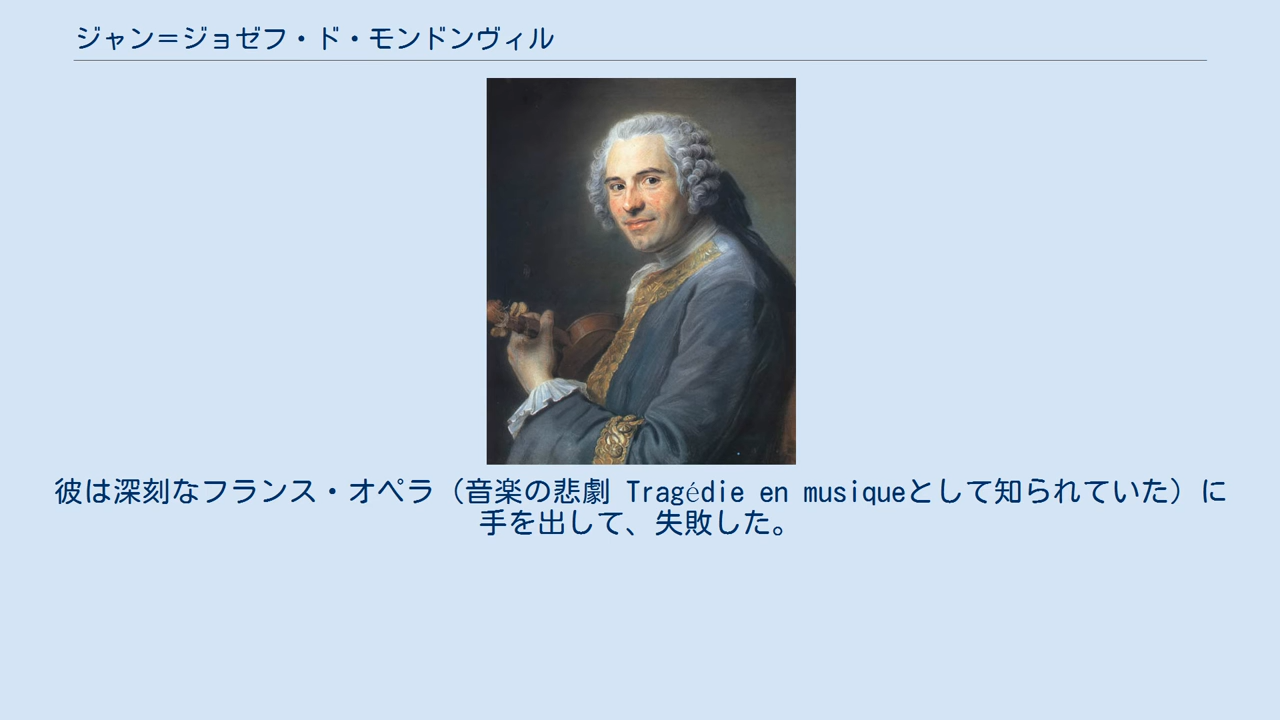 ジャン＝ジョゼフ・ド・モンドンヴィル
彼は深刻なフランス・オペラ（音楽の悲劇 Tragédie en musiqueとして知られていた）に
手を出して、失敗した。